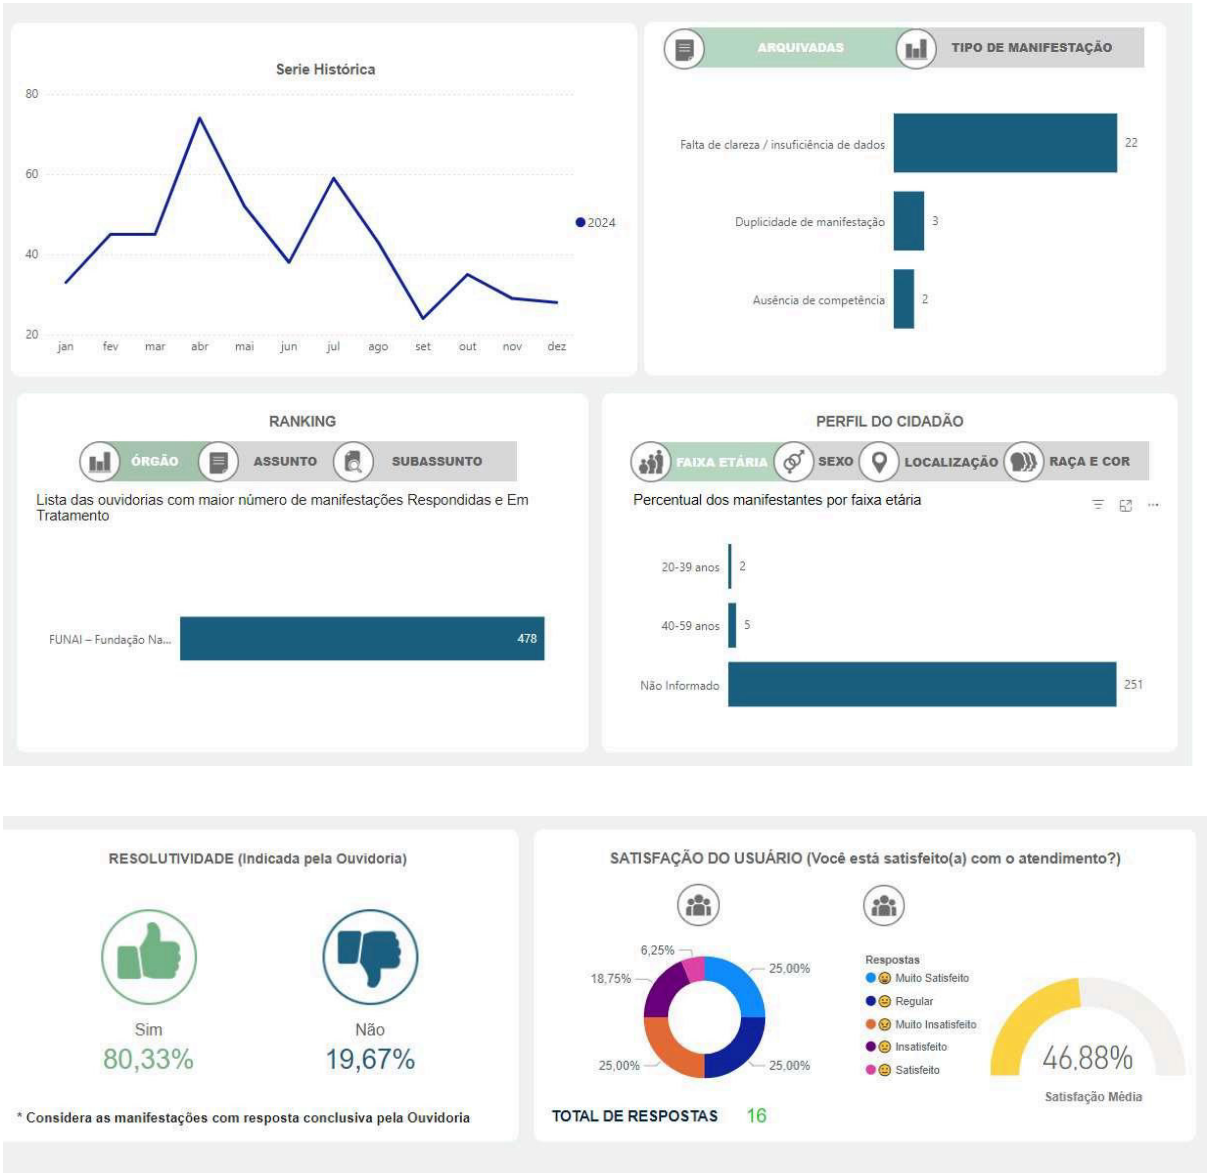 Serie Histórica
80
60
40
20
jan fev mar abr mai jun jul ago set out nov dez
2024
ARQUIVADAS TIPO DE MANIFESTAÇÃO
Falta de clareza / insuficiência de dados 22
Duplicidade de manifestação 3
Ausência de competência 2
RANKING
ÓRGÃO ASSUNTO SUBASSUNTO
Lista das ouvidorias com maior número de manifestações Respondidas e Em
Tratamento
FUNAI – Fundação Na... 478
PERFIL DO CIDADÃO
FAIXA ETÁRIA SEXO LOCALIZAÇÃO RAÇA E COR
Percentual dos manifestantes por faixa etária
20-39 anos 2
40-59 anos 5
Não Informado 251
RESOLUTIVIDADE (Indicada pela Ouvidoria)
Sim Não
80,33% 19,67%
* Considera as manifestações com resposta conclusiva pela Ouvidoria
SATISFAÇÃO DO USUÁRIO (Você está satisfeito(a) com o atendimento?)
6,25%
18,75% 25,00%
25,00% 25,00%
Respostas
Muito Satisfeito
Regular
Muito Insatisfeito
Insatisfeito
Satisfeito
46,88%
Satisfação Média
TOTAL DE RESPOSTAS 16